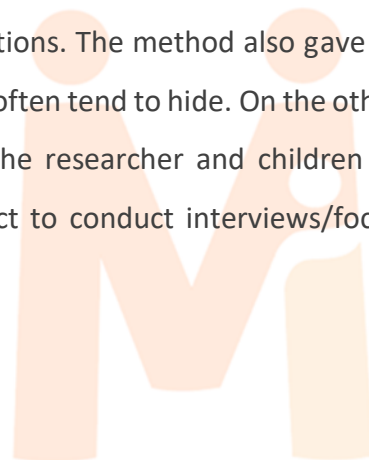 tions. The method also gave
often tend to hide. On the oth
he researcher and children
ct to conduct interviews/foc